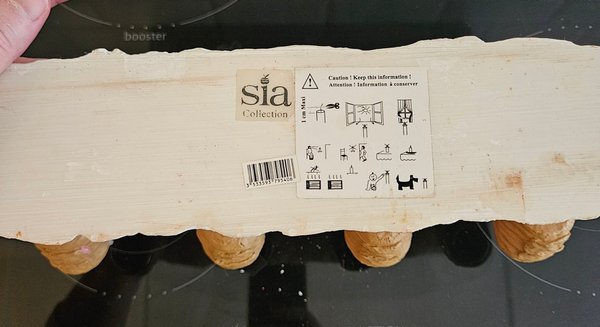 booster
sia
Collection
Caution ! Keep this information !
Attention ! Information à conserver
1 cm Maxi